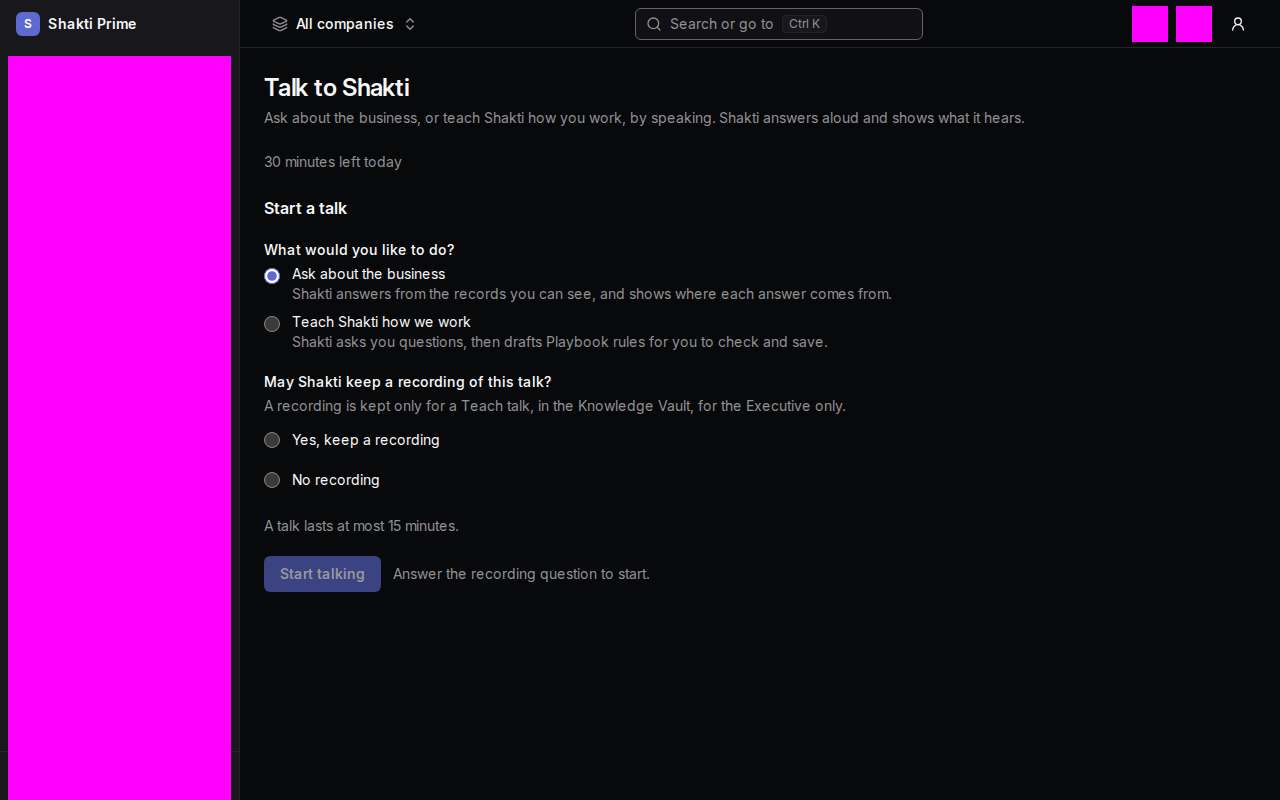 S Shakti Prime
All companies
Search or go to Ctrl K
Talk to Shakti
Ask about the business, or teach Shakti how you work, by speaking. Shakti answers aloud and shows what it hears.
30 minutes left today
Start a talk
What would you like to do?
Ask about the business
Shakti answers from the records you can see, and shows where each answer comes from.
Teach Shakti how we work
Shakti asks you questions, then drafts Playbook rules for you to check and save.
May Shakti keep a recording of this talk?
A recording is kept only for a Teach talk, in the Knowledge Vault, for the Executive only.
Yes, keep a recording
No recording
A talk lasts at most 15 minutes.
Start talking Answer the recording question to start.